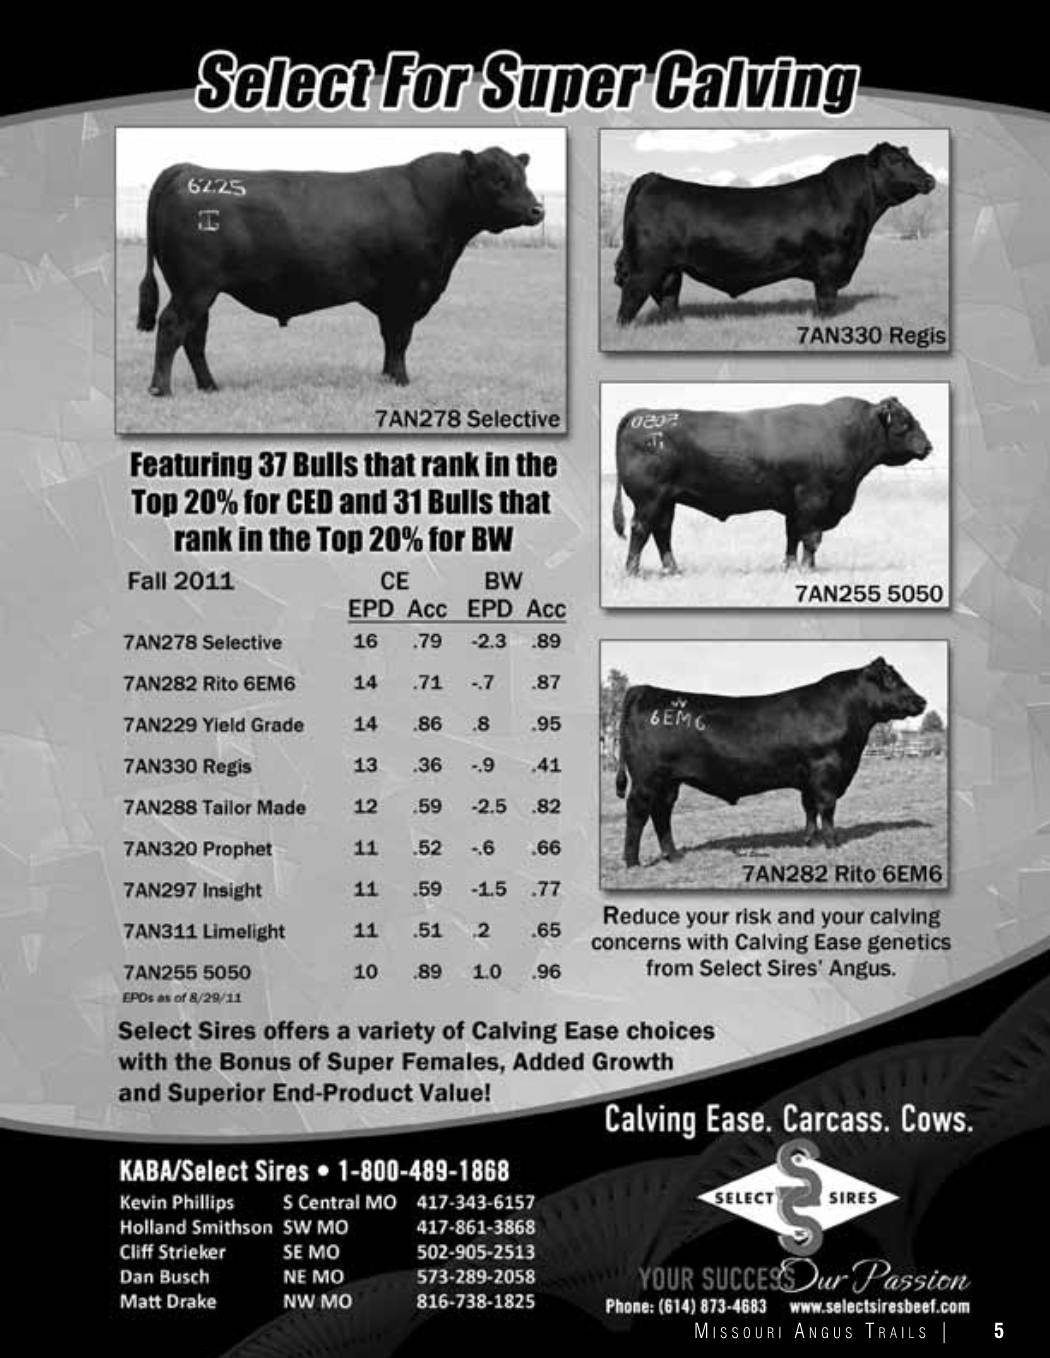 Select For Super Calving
6225
I
7AN278 Selective
7AN330 Regis
7AN255 5050
6EM6
7AN282 Rito 6EM6
Featuring 37 Bulls that rank in the
Top 20% for CED and 31 Bulls that
rank in the Top 20% for BW
Fall 2011 CE BW
EPD Acc EPD Acc
7AN278 Selective 16 .79 -2.3 .89
7AN282 Rito 6EM6 14 .71 -.7 .87
7AN229 Yield Grade 14 .86 .8 .95
7AN330 Regis 13 .36 -.9 .41
7AN288 Tailor Made 12 .59 -2.5 .82
7AN320 Prophet 11 .52 -.6 .66
7AN297 Insight 11 .59 -1.5 .77
7AN311 Limelight 11 .51 .2 .65
7AN255 5050 10 .89 1.0 .96
EPDs as of 8/29/11
Reduce your risk and your calving
concerns with Calving Ease genetics
from Select Sires' Angus.
Select Sires offers a variety of Calving Ease choices
with the Bonus of Super Females, Added Growth
and Superior End-Product Value!
Calving Ease. Carcass. Cows.
KABA/Select Sires • 1-800-489-1868
Kevin Phillips S Central MO 417-343-6157
Holland Smithson SW MO 417-861-3868
Cliff Strieker SE MO 502-905-2513
Dan Busch NE MO 573-289-2058
Matt Drake NW MO 816-738-1825
SELECT SIRES
YOUR SUCCESS Our Passion
Phone: (614) 873-4683 www.selectsiresbeef.com
MISSOURI ANGUS TRAILS | 5